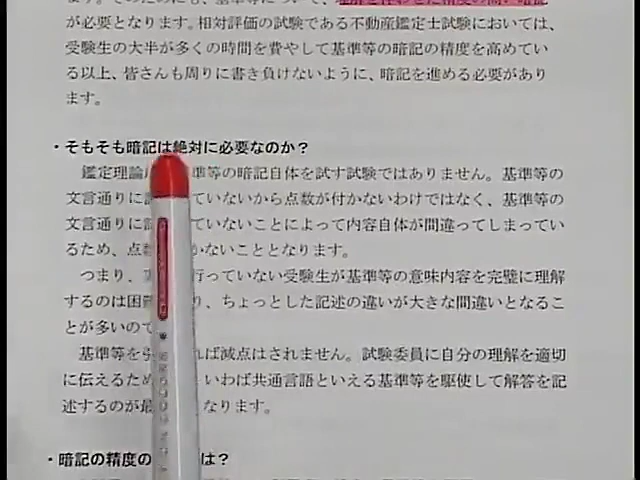 が必要となります。相対評価の試験である不動産鑑定士試験においては、
受験生の大半が多くの時間を費やして基準等の暗記の精度を高めてい
る以上、皆さんも周りに書き負けないように、暗記を進める必要があり
ます。
・そもそも暗記は絶対に必要なのか?
鑑定理論 準等の暗記自体を試す試験ではありません。基準等の
文言通りに ていないから点数が付かないわけではなく、基準等の
文言通りに ていないことによって内容自体が間違ってしまってい
るため、点 かないこととなります。
つまり、 行っていない受験生が基準等の意味内容を完璧に理解
するのは困 り、ちょっとした記述の違いが大きな間違いとなるこ
とが多いので
基準等を れば減点はされません。試験委員に自分の理解を適切
に伝えるため いわば共通言語といえる基準等を駆使して解答を記
述するのが最 なります。
・暗記の精度の は?